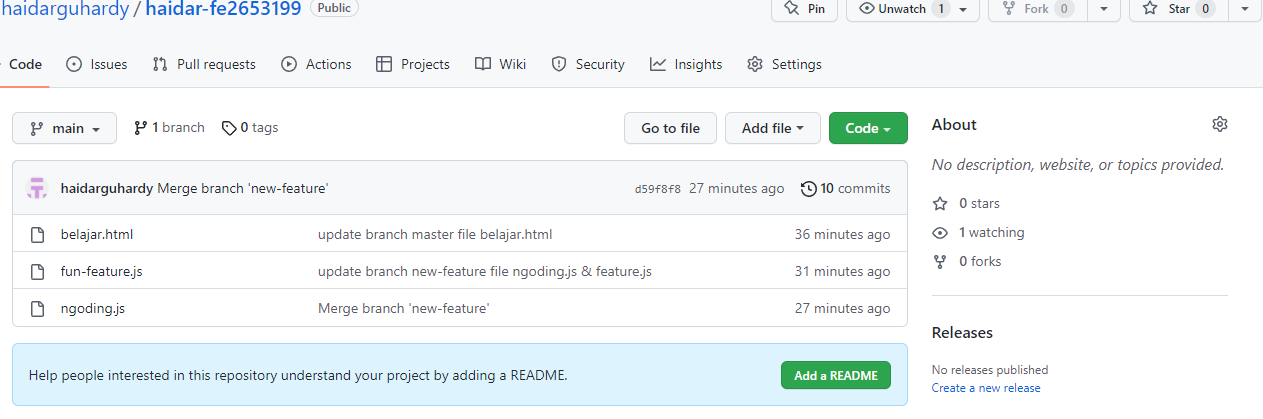 haidarguhardy / haidar-fe2653199 Public
Pin Unwatch 1 Fork 0 Star 0
Code Issues Pull requests Actions Projects Wiki Security Insights Settings
main 1 branch 0 tags Go to file Add file Code
haidarguhardy Merge branch 'new-feature' d59f8f8 27 minutes ago 10 commits
belajar.html update branch master file belajar.html 36 minutes ago
fun-feature.js update branch new-feature file ngoding.js & feature.js 31 minutes ago
ngoding.js Merge branch 'new-feature' 27 minutes ago
Help people interested in this repository understand your project by adding a README. Add a README
About
No description, website, or topics provided.
0 stars
1 watching
0 forks
Releases
No releases published
Create a new release